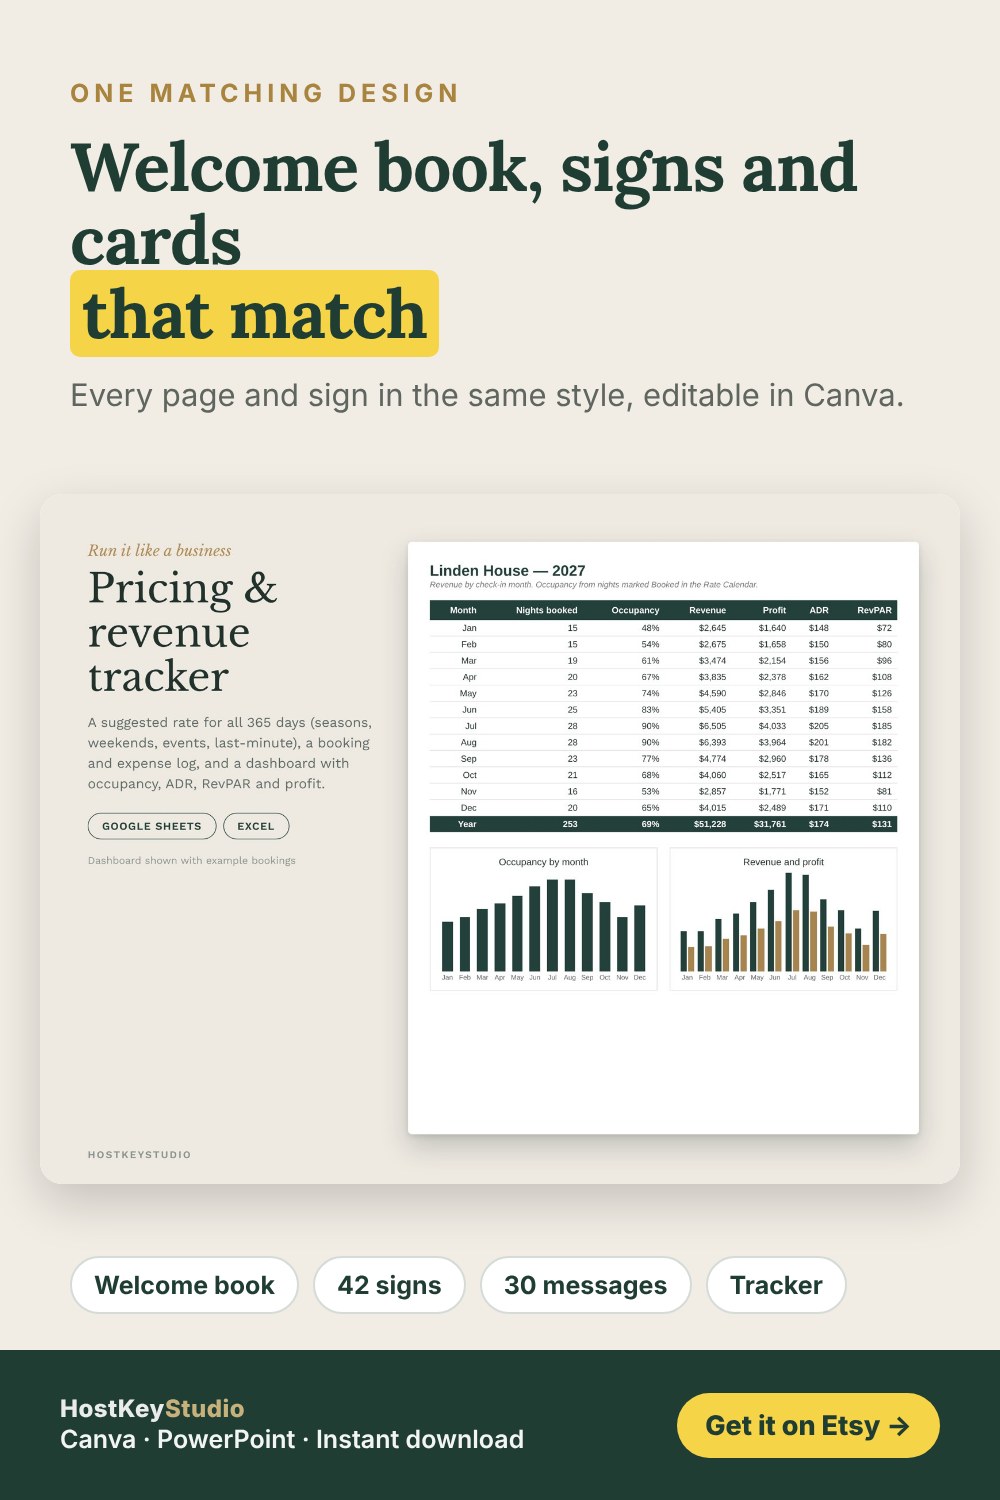 ONE MATCHING DESIGN
Welcome book, signs and
cards
that match
Every page and sign in the same style, editable in Canva.
Run it like a business
Pricing &
revenue
tracker
A suggested rate for all 365 days (seasons,
weekends, events, last-minute), a booking
and expense log, and a dashboard with
occupancy, ADR, RevPAR and profit.
GOOGLE SHEETS EXCEL
Dashboard shown with example bookings
HOSTKEYSTUDIO
Linden House — 2027
Revenue by check-in month. Occupancy from nights marked Booked in the Rate Calendar.
Month Nights booked Occupancy Revenue Profit ADR RevPAR
Jan 15 48% $2,645 $1,640 $148 $72
Feb 15 54% $2,675 $1,658 $150 $80
Mar 19 61% $3,474 $2,154 $156 $96
Apr 20 67% $3,835 $2,378 $162 $108
May 23 74% $4,590 $2,846 $170 $126
Jun 25 83% $5,405 $3,351 $189 $158
Jul 28 90% $6,505 $4,033 $205 $185
Aug 28 90% $6,393 $3,964 $201 $182
Sep 23 77% $4,774 $2,960 $178 $136
Oct 21 68% $4,060 $2,517 $165 $112
Nov 16 53% $2,857 $1,771 $152 $81
Dec 20 65% $4,015 $2,489 $171 $110
Year 253 69% $51,228 $31,761 $174 $131
Occupancy by month
Jan Feb Mar Apr May Jun Jul Aug Sep Oct Nov Dec
Revenue and profit
Jan Feb Mar Apr May Jun Jul Aug Sep Oct Nov Dec
Welcome book 42 signs 30 messages Tracker
HostKeyStudio
Canva · PowerPoint · Instant download
Get it on Etsy →